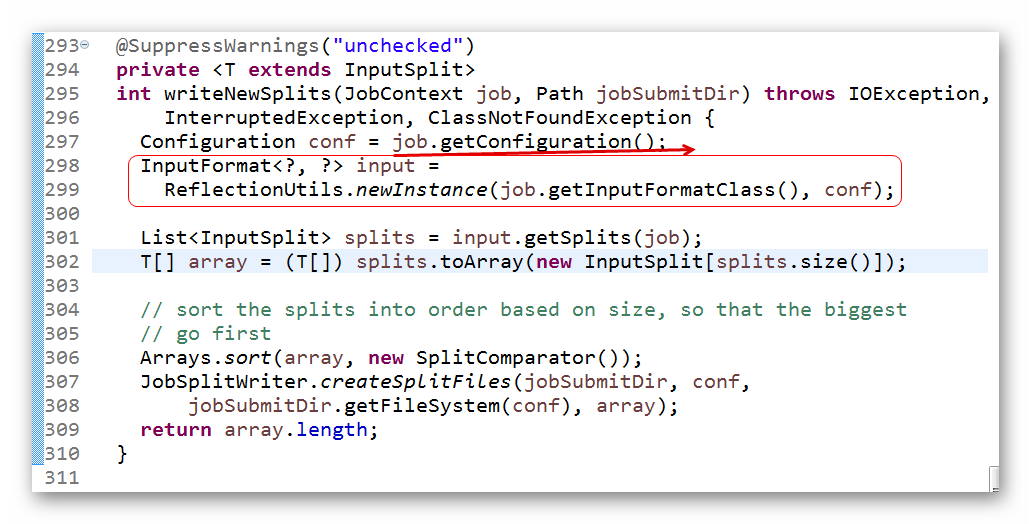 293 @SuppressWarnings("unchecked")
294 private <T extends InputSplit>
295 int writeNewSplits(JobContext job, Path jobSubmitDir) throws IOException,
296 InterruptedException, ClassNotFoundException {
297 Configuration conf = job.getConfiguration();
298 InputFormat<?, ?> input =
299 ReflectionUtils.newInstance(job.getInputFormatClass(), conf);
300
301 List<InputSplit> splits = input.getSplits(job);
302 T[] array = (T[]) splits.toArray(new InputSplit[splits.size()]);
303
304 // sort the splits into order based on size, so that the biggest
305 // go first
306 Arrays.sort(array, new SplitComparator());
307 JobSplitWriter.createSplitFiles(jobSubmitDir, conf,
308 jobSubmitDir.getFileSystem(conf), array);
309 return array.length;
310 }
311